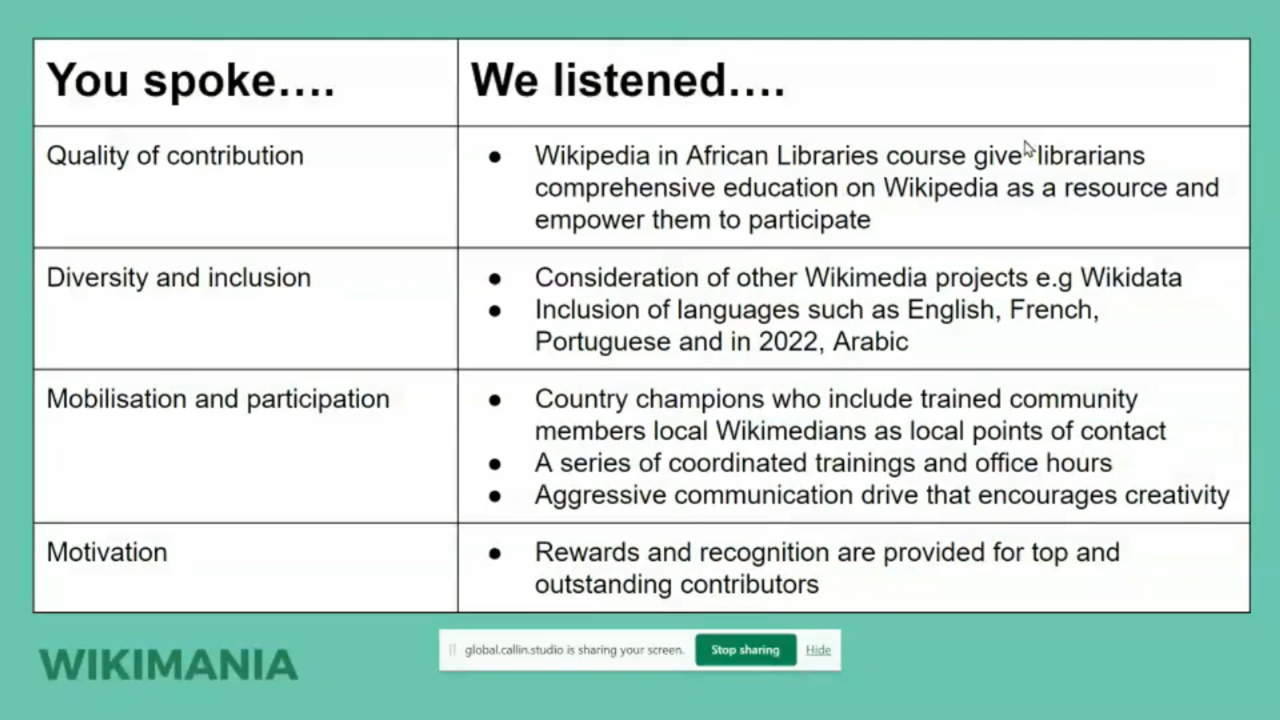 You spoke....
We listened....
Quality of contribution
● Wikipedia in African Libraries course give librarians
comprehensive education on Wikipedia as a resource and
empower them to participate
Diversity and inclusion
● Consideration of other Wikimedia projects e.g Wikidata
● Inclusion of languages such as English, French,
Portuguese and in 2022, Arabic
Mobilisation and participation
● Country champions who include trained community
members local Wikimedians as local points of contact
● A series of coordinated trainings and office hours
● Aggressive communication drive that encourages creativity
Motivation
● Rewards and recognition are provided for top and
outstanding contributors
WIKIMANIA
global.callin.studio is sharing your screen.
Stop sharing
Hide